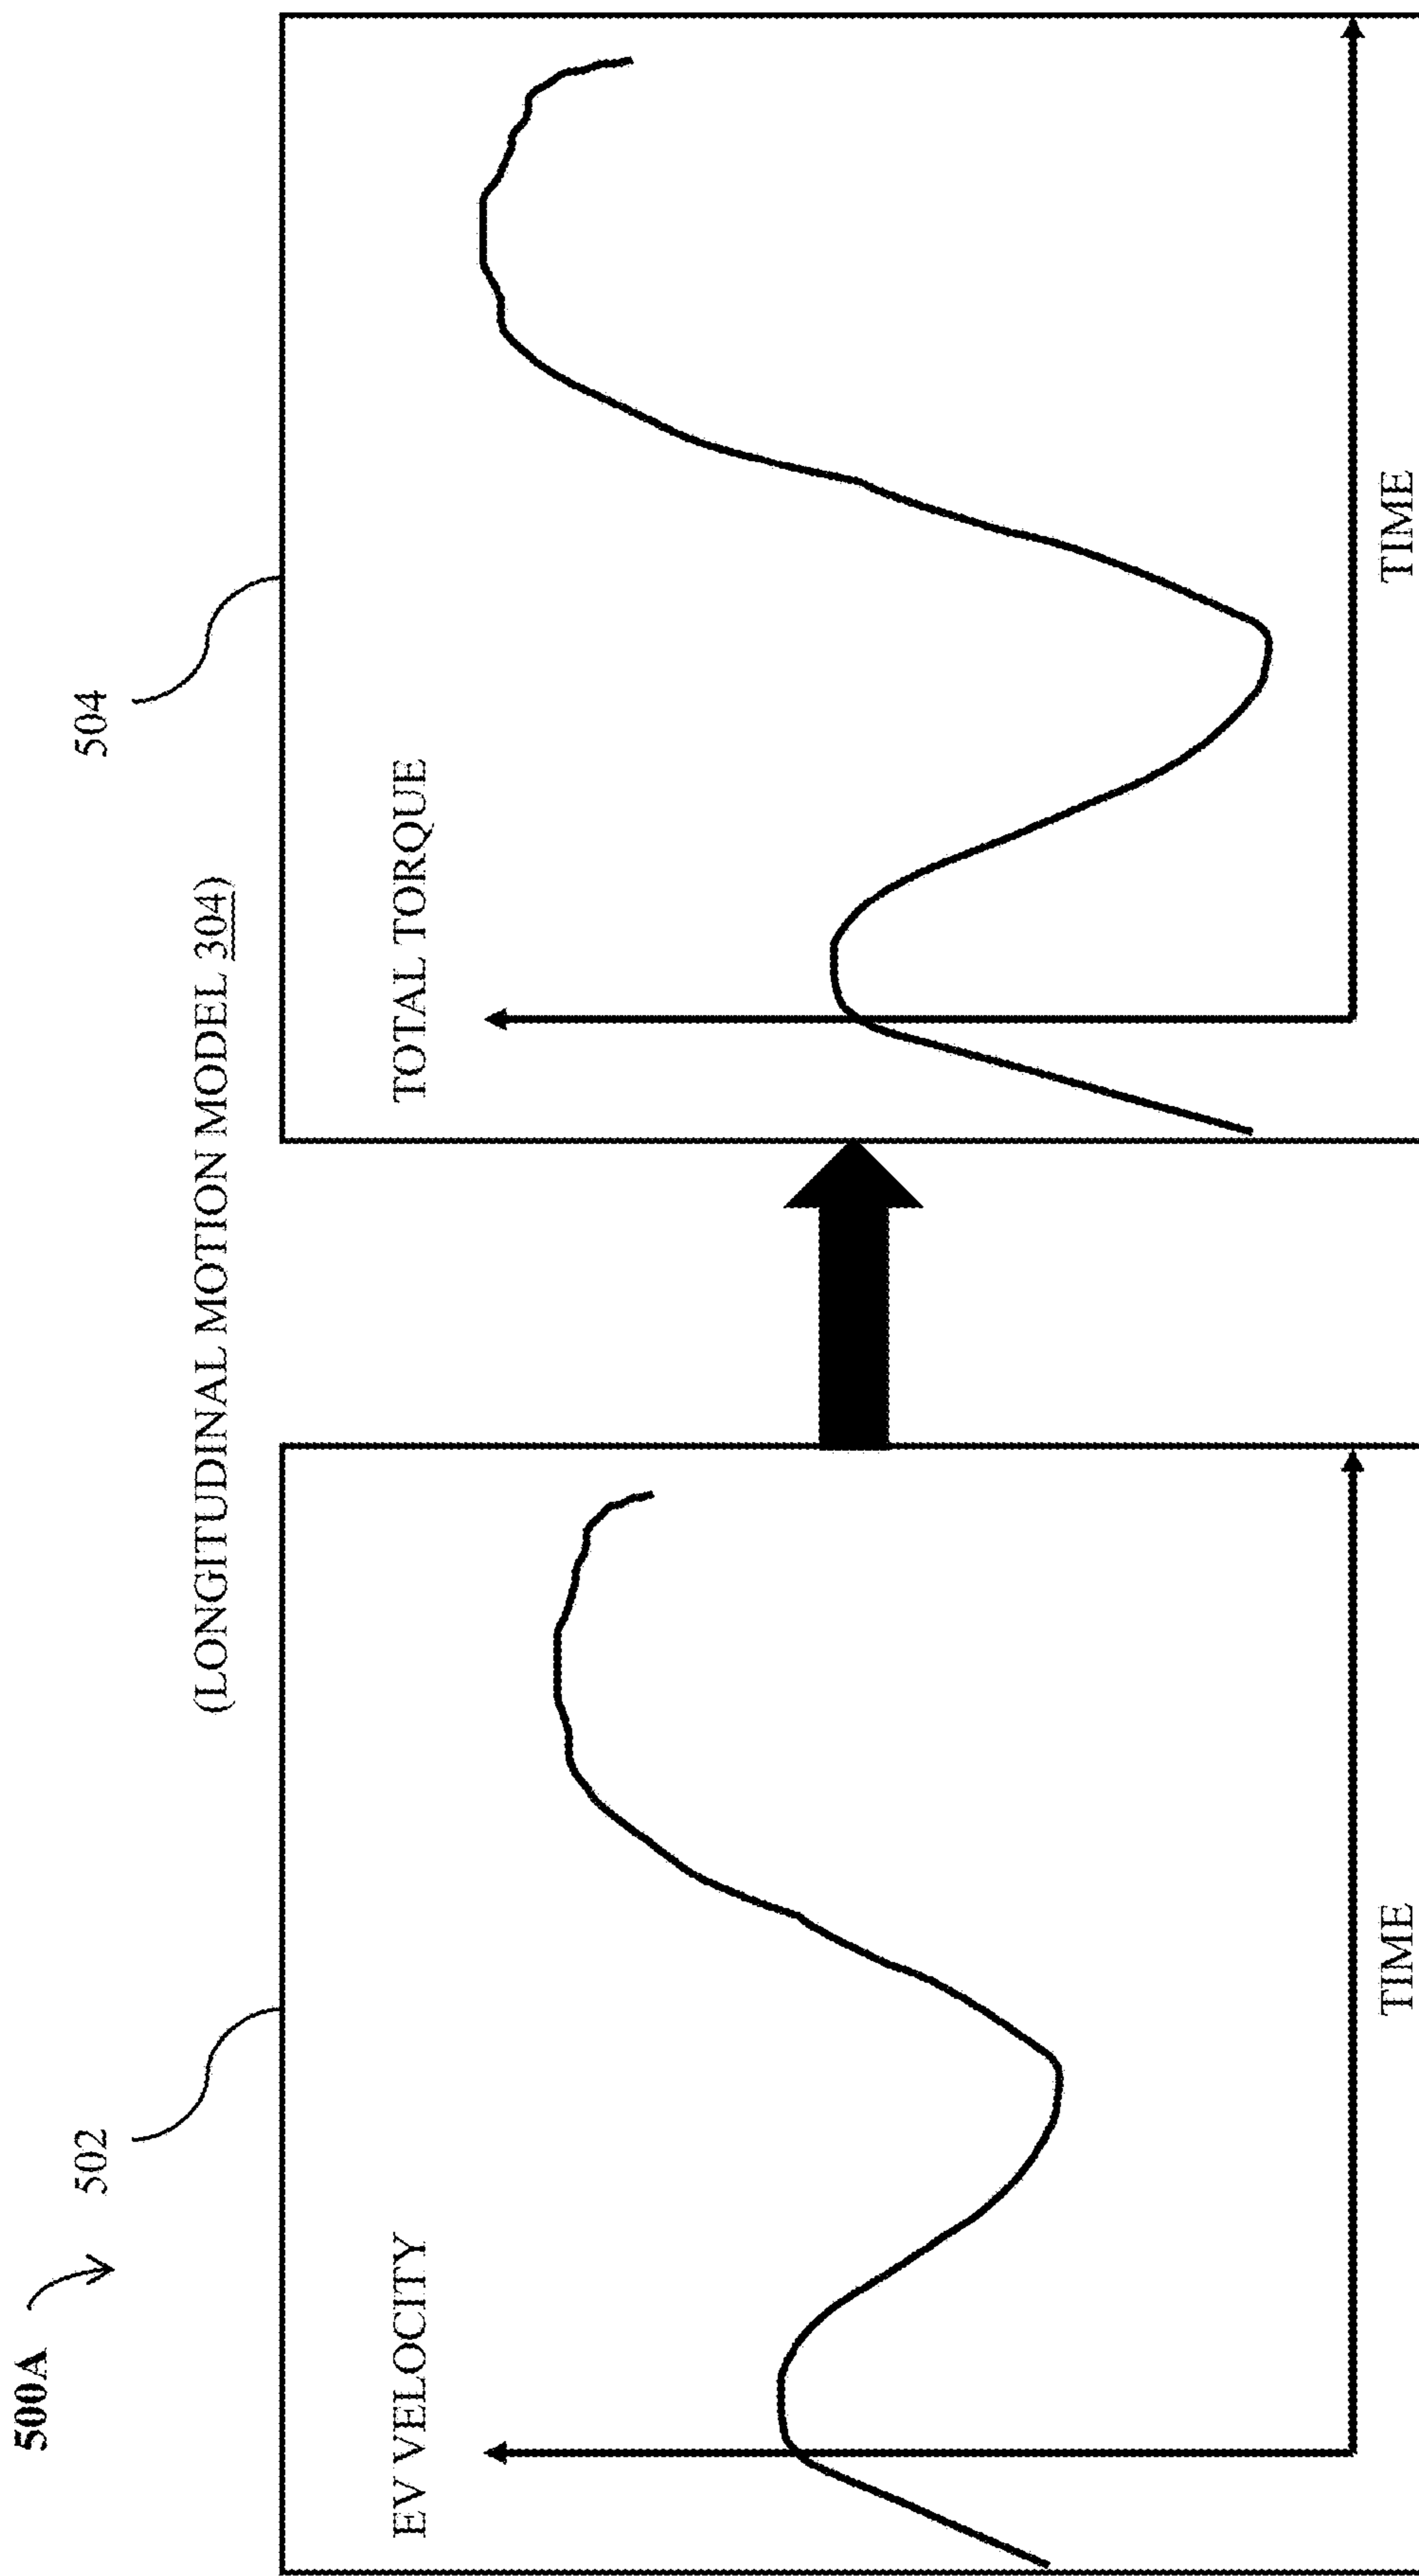 500A
502
504
(LONGITUDINAL MOTION MODEL 304)
EV VELOCITY
TOTAL TORQUE
TIME
TIME